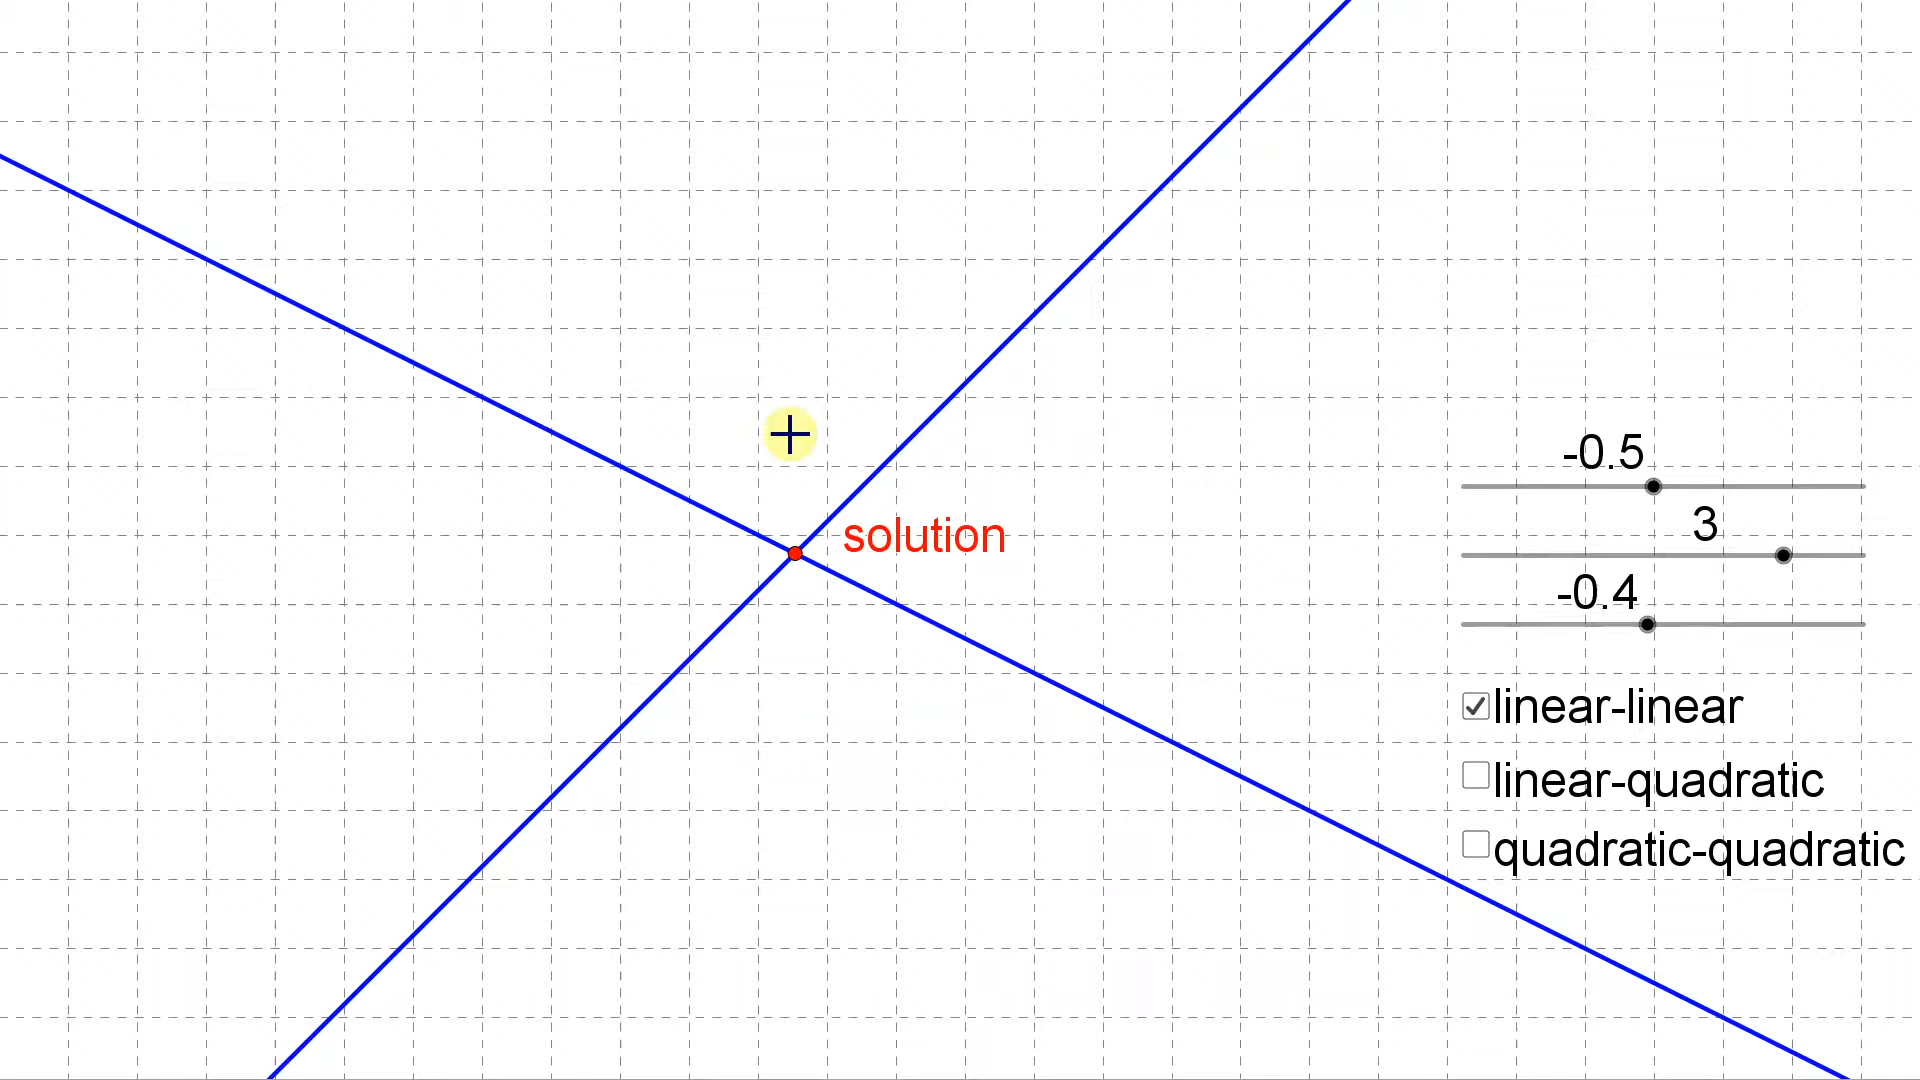 -0.5
solution
3
-0.4
linear-linear
linear-quadratic
quadratic-quadratic